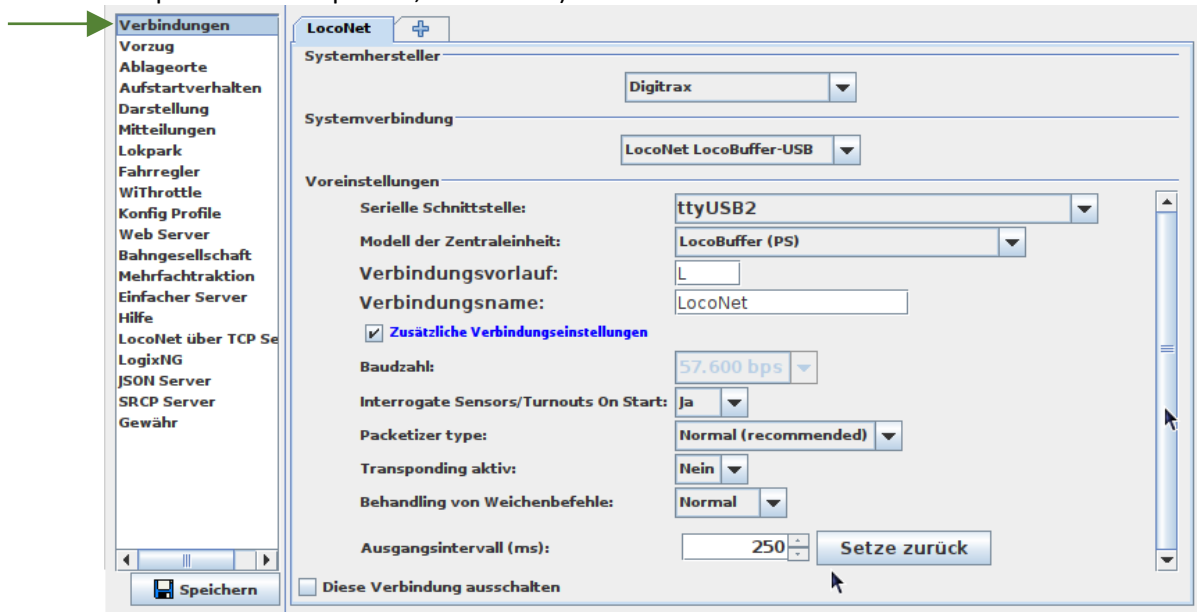 Verbindungen
Vorzug
Ablageorte
Aufstartverhalten
Darstellung
Mitteilungen
Lokpark
Fahrregler
WiThrottle
Konfig Profile
Web Server
Bahngesellschaft
Mehrfachtraktion
Einfacher Server
Hilfe
LocoNet über TCP Se
LogixNG
JSON Server
SRCP Server
Gewähr
Speichern
LocoNet
Systemhersteller
Digitrax
Systemverbindung
LocoNet LocoBuffer-USB
Voreinstellungen
Serielle Schnittstelle: ttyUSB2
Modell der Zentraleinheit: LocoBuffer (PS)
Verbindungsvorlauf: L
Verbindungsname: LocoNet
Zusätzliche Verbindungseinstellungen
Baudzahl: 57.600 bps
Interrogate Sensors/Turnouts On Start: Ja
Packetizer type: Normal (recommended)
Transponding aktiv: Nein
Behandling von Weichenbefehle: Normal
Ausgangsintervall (ms): 250 Setze zurück
Diese Verbindung ausschalten